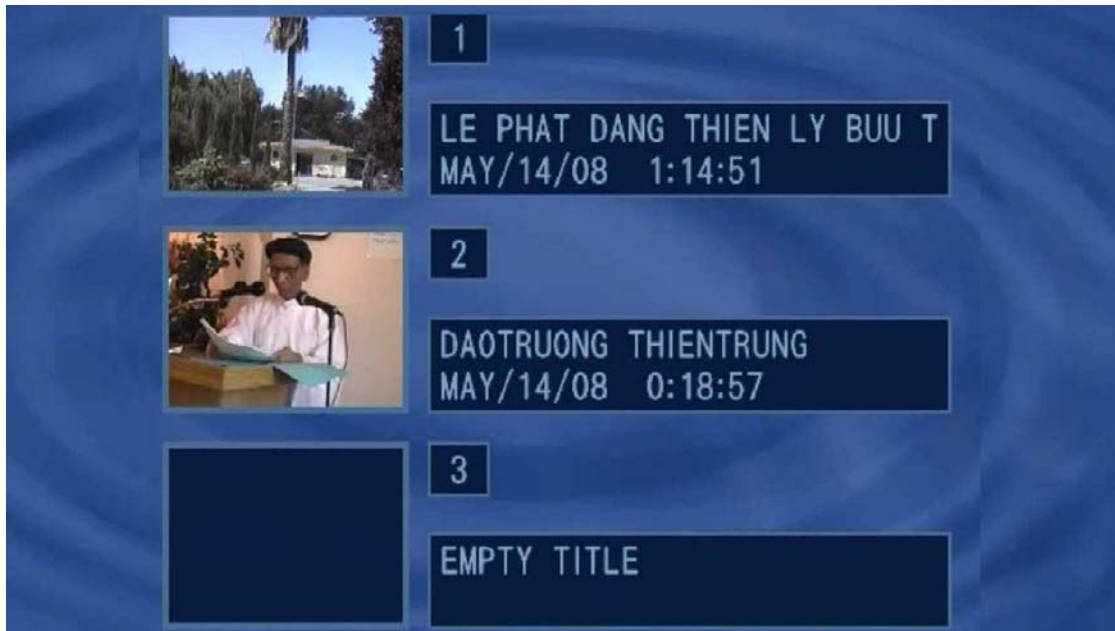 1
LE PHAT DANG THIEN LY BUU T
MAY/14/08 1:14:51
2
DAOTRUONG THIENTRUNG
MAY/14/08 0:18:57
3
EMPTY TITLE